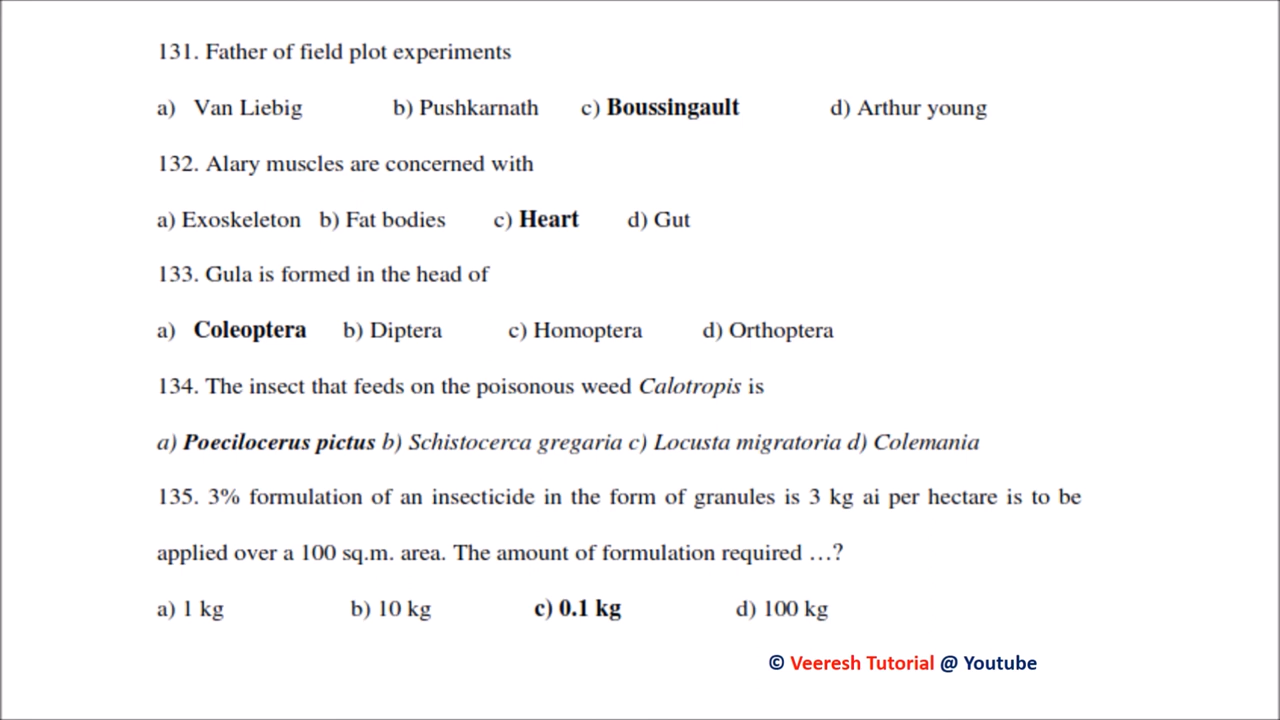 131. Father of field plot experiments
a) Van Liebig b) Pushkarnath c) Boussingault d) Arthur young
132. Alary muscles are concerned with
a) Exoskeleton b) Fat bodies c) Heart d) Gut
133. Gula is formed in the head of
a) Coleoptera b) Diptera c) Homoptera d) Orthoptera
134. The insect that feeds on the poisonous weed Calotropis is
a) Poecilocerus pictus b) Schistocerca gregaria c) Locusta migratoria d) Colemania
135. 3% formulation of an insecticide in the form of granules is 3 kg ai per hectare is to be
applied over a 100 sq.m. area. The amount of formulation required …?
a) 1 kg b) 10 kg c) 0.1 kg d) 100 kg
© Veeresh Tutorial @ Youtube